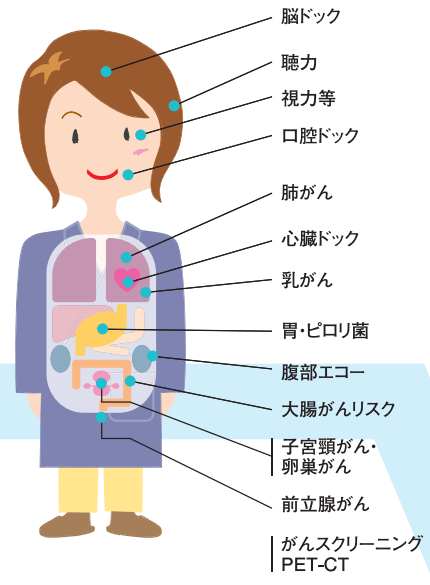 脳ドック
聴力
視力等
口腔ドック
肺がん
心臓ドック
乳がん
胃・ピロリ菌
腹部エコー
大腸がんリスク
子宮頸がん・
卵巣がん
前立腺がん
がんスクリーニング
PET-CT